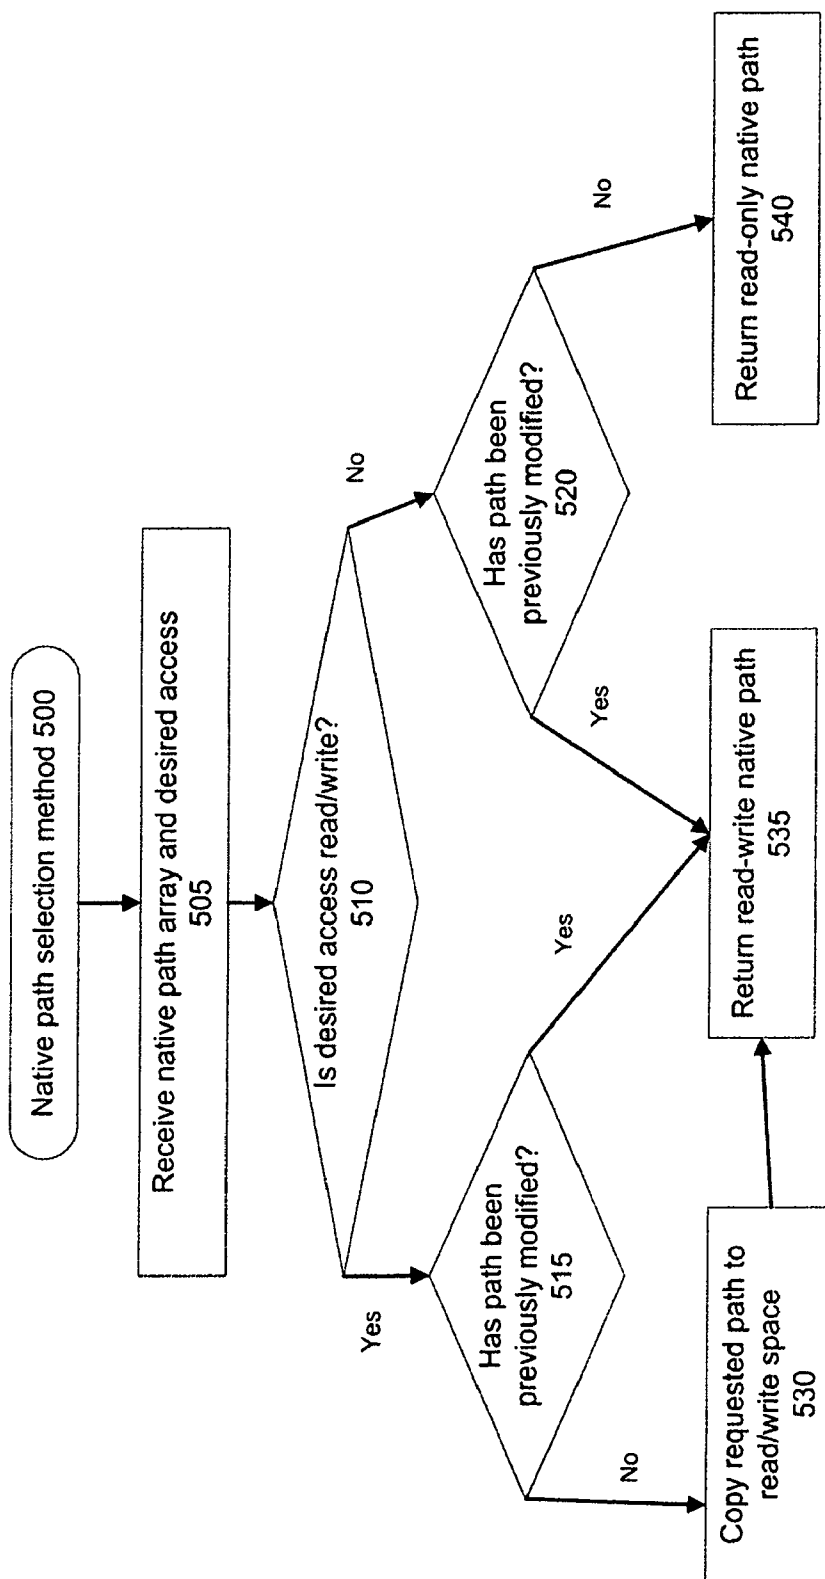 Native path selection method 500
Receive native path array and desired access
505
Is desired access read/write?
510
Yes
No
Has path been
previously modified?
515
Has path been
previously modified?
520
No
Yes
Yes
No
Copy requested path to
read/write space
530
Return read-write native path
535
Return read-only native path
540